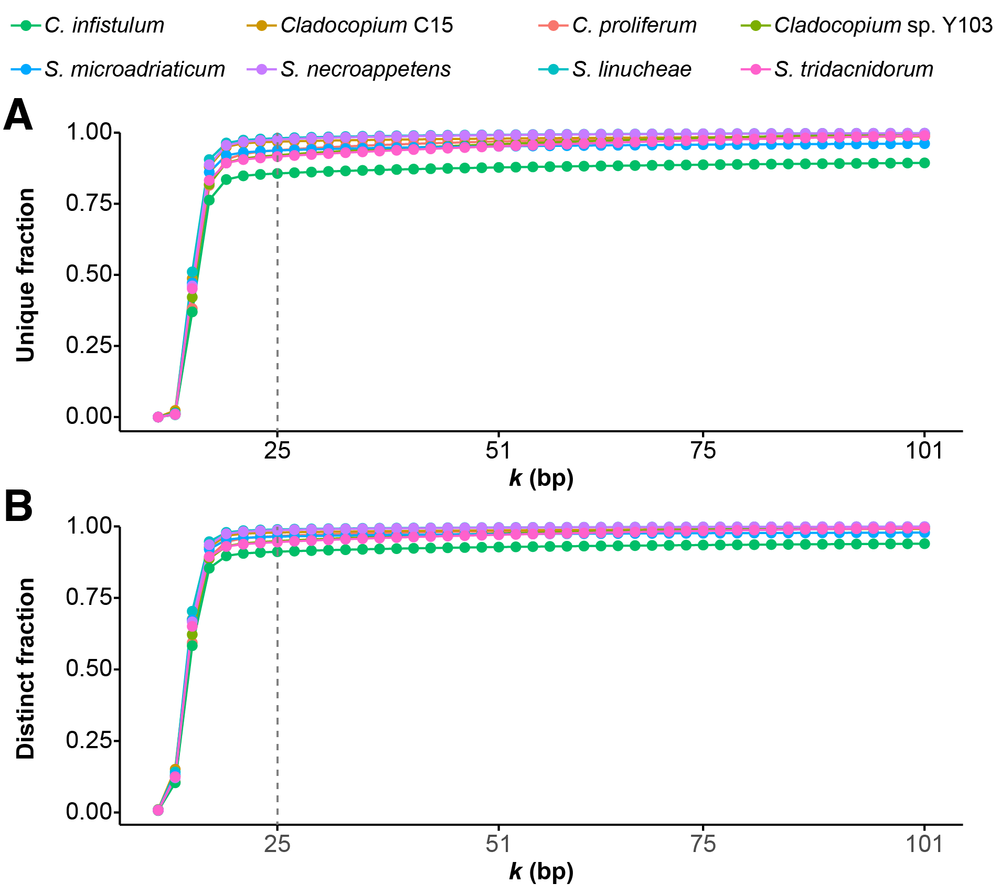 C. infistulum Cladocopium C15 C. proliferum Cladocopium sp. Y103
S. microadriaticum S. necroappetens S. linucheae S. tridacnidorum
A
Unique fraction
1.00
0.75
0.50
0.25
0.00
25 51 75 101
k (bp)
B
Distinct fraction
1.00
0.75
0.50
0.25
0.00
25 51 75 101
k (bp)